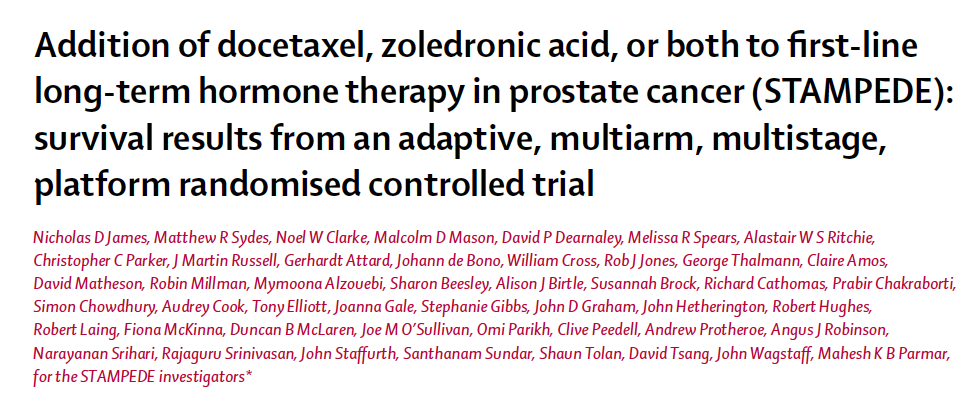 Addition of docetaxel, zoledronic acid, or both to first-line
long-term hormone therapy in prostate cancer (STAMPEDE):
survival results from an adaptive, multiarm, multistage,
platform randomised controlled trial
Nicholas D James, Matthew R Sydes, Noel W Clarke, Malcolm D Mason, David P Dearnaley, Melissa R Spears, Alastair W S Ritchie,
Christopher C Parker, J Martin Russell, Gerhardt Attard, Johann de Bono, William Cross, Rob J Jones, George Thalmann, Claire Amos,
David Matheson, Robin Millman, Mymoona Alzouebi, Sharon Beesley, Alison J Birtle, Susannah Brock, Richard Cathomas, Prabir Chakraborti,
Simon Chowdhury, Audrey Cook, Tony Elliott, Joanna Gale, Stephanie Gibbs, John D Graham, John Hetherington, Robert Hughes,
Robert Laing, Fiona McKinna, Duncan B McLaren, Joe M O’Sullivan, Omi Parikh, Clive Peedell, Andrew Protheroe, Angus J Robinson,
Narayanan Srihari, Rajaguru Srinivasan, John Staffurth, Santhanam Sundar, Shaun Tolan, David Tsang, John Wagstaff, Mahesh K B Parmar,
for the STAMPEDE investigators*